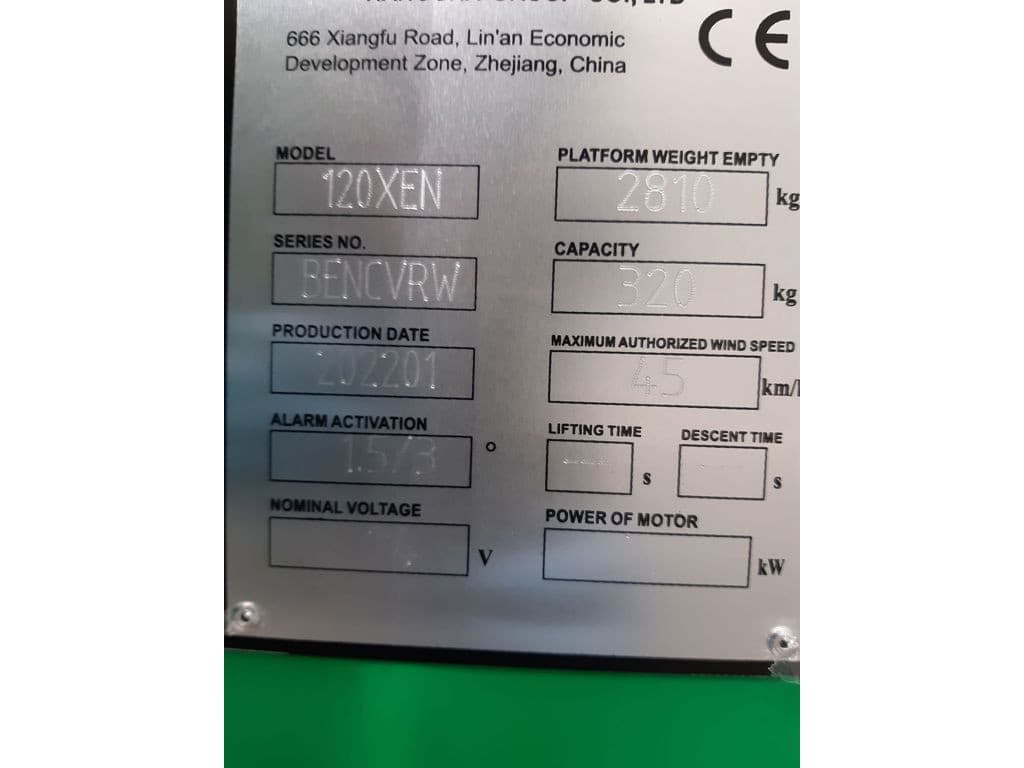 666 Xiangfu Road, Lin'an Economic
Development Zone, Zhejiang, China
CE
MODEL
120XEN
SERIES NO.
BENCVRW
PRODUCTION DATE
202201
ALARM ACTIVATION
1.5/3 °
NOMINAL VOLTAGE
V
PLATFORM WEIGHT EMPTY
2810 kg
CAPACITY
320 kg
MAXIMUM AUTHORIZED WIND SPEED
45 km/
LIFTING TIME
--- s
DESCENT TIME
--- s
POWER OF MOTOR
kW